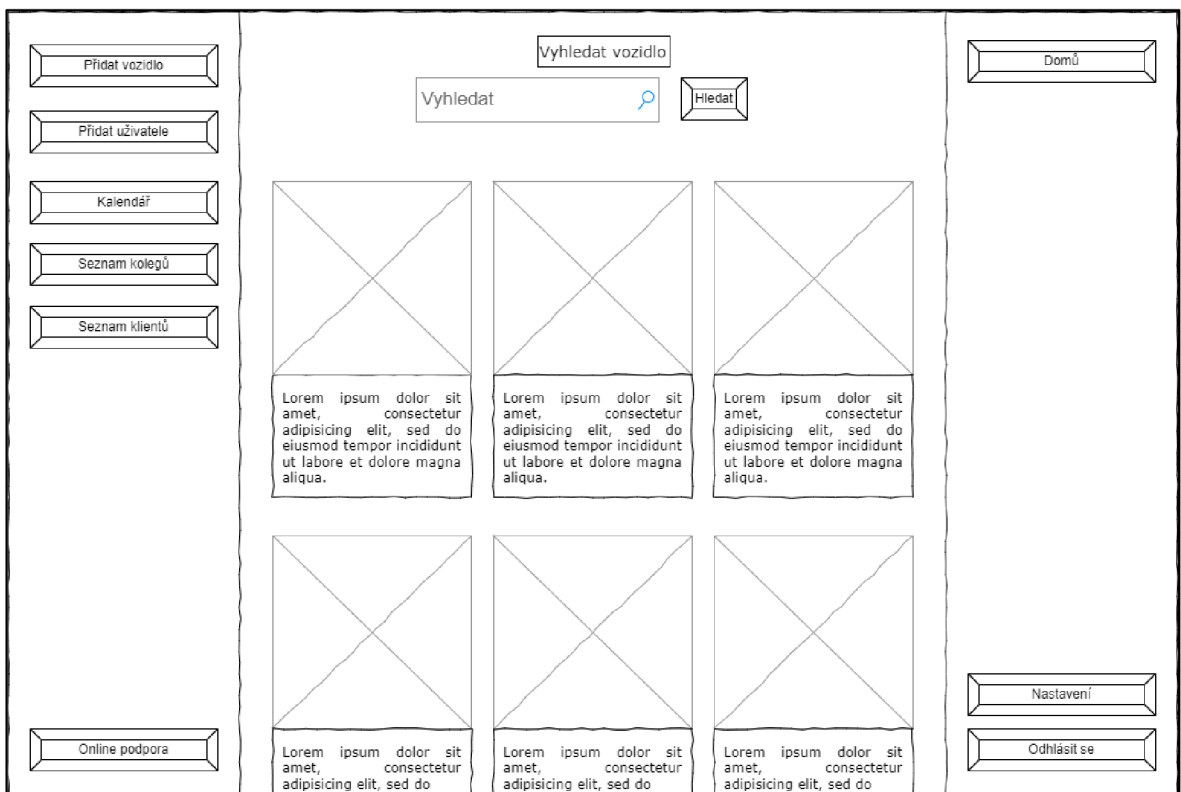 Přidat vozidlo
Přidat uživatele
Kalendář
Seznam kolegů
Seznam klientů
Online podpora
Vyhledat vozidlo
Vyhledat
Hledat
Lorem ipsum dolor sit
amet, consectetur
adipisicing elit, sed do
eiusmod tempor incididunt
ut labore et dolore magna
aliqua.
Lorem ipsum dolor sit
amet, consectetur
adipisicing elit, sed do
eiusmod tempor incididunt
ut labore et dolore magna
aliqua.
Lorem ipsum dolor sit
amet, consectetur
adipisicing elit, sed do
eiusmod tempor incididunt
ut labore et dolore magna
aliqua.
Lorem ipsum dolor sit
amet, consectetur
adipisicing elit, sed do
Lorem ipsum dolor sit
amet, consectetur
adipisicing elit, sed do
Lorem ipsum dolor sit
amet, consectetur
adipisicing elit, sed do
Domů
Nastavení
Odhlásit se